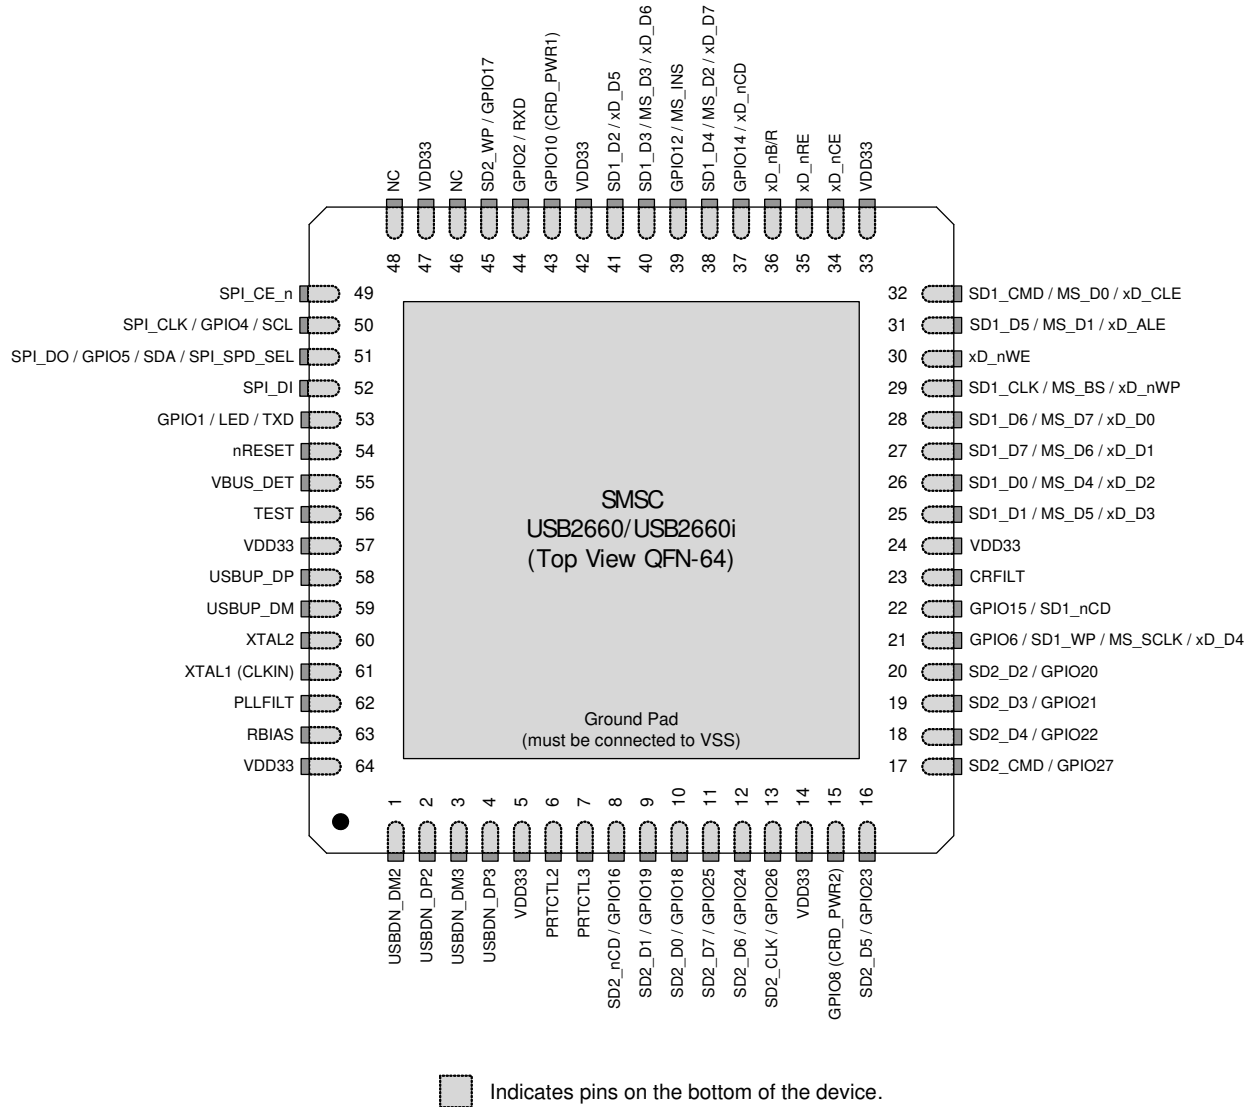 NC
VDD33
NC
SD2_WP / GPIO17
GPIO2 / RXD
GPIO10 (CRD_PWR1)
VDD33
SD1_D2 / xD_D5
SD1_D3 / MS_D3 / xD_D6
GPIO12 / MS_INS
SD1_D4 / MS_D2 / xD_D7
GPIO14 / xD_nCD
xD_nB/R
xD_nRE
xD_nCE
VDD33
48
47
46
45
44
43
42
41
40
39
38
37
36
35
34
33
SPI_CE_n 49
SPI_CLK / GPIO4 / SCL 50
SPI_DO / GPIO5 / SDA / SPI_SPD_SEL 51
SPI_DI 52
GPIO1 / LED / TXD 53
nRESET 54
VBUS_DET 55
TEST 56
VDD33 57
USBUP_DP 58
USBUP_DM 59
XTAL2 60
XTAL1 (CLKIN) 61
PLLFILT 62
RBIAS 63
VDD33 64
SMSC
USB2660/USB2660i
(Top View QFN-64)
Ground Pad
(must be connected to VSS)
32 SD1_CMD / MS_D0 / xD_CLE
31 SD1_D5 / MS_D1 / xD_ALE
30 xD_nWE
29 SD1_CLK / MS_BS / xD_nWP
28 SD1_D6 / MS_D7 / xD_D0
27 SD1_D7 / MS_D6 / xD_D1
26 SD1_D0 / MS_D4 / xD_D2
25 SD1_D1 / MS_D5 / xD_D3
24 VDD33
23 CRFILT
22 GPIO15 / SD1_nCD
21 GPIO6 / SD1_WP / MS_SCLK / xD_D4
20 SD2_D2 / GPIO20
19 SD2_D3 / GPIO21
18 SD2_D4 / GPIO22
17 SD2_CMD / GPIO27
1
2
3
4
5
6
7
8
9
10
11
12
13
14
15
16
USBDN_DM2
USBDN_DP2
USBDN_DM3
USBDN_DP3
VDD33
PRTCTL2
PRTCTL3
SD2_nCD / GPIO16
SD2_D1 / GPIO19
SD2_D0 / GPIO18
SD2_D7 / GPIO25
SD2_D6 / GPIO24
SD2_CLK / GPIO26
VDD33
GPIO8 (CRD_PWR2)
SD2_D5 / GPIO23
Indicates pins on the bottom of the device.